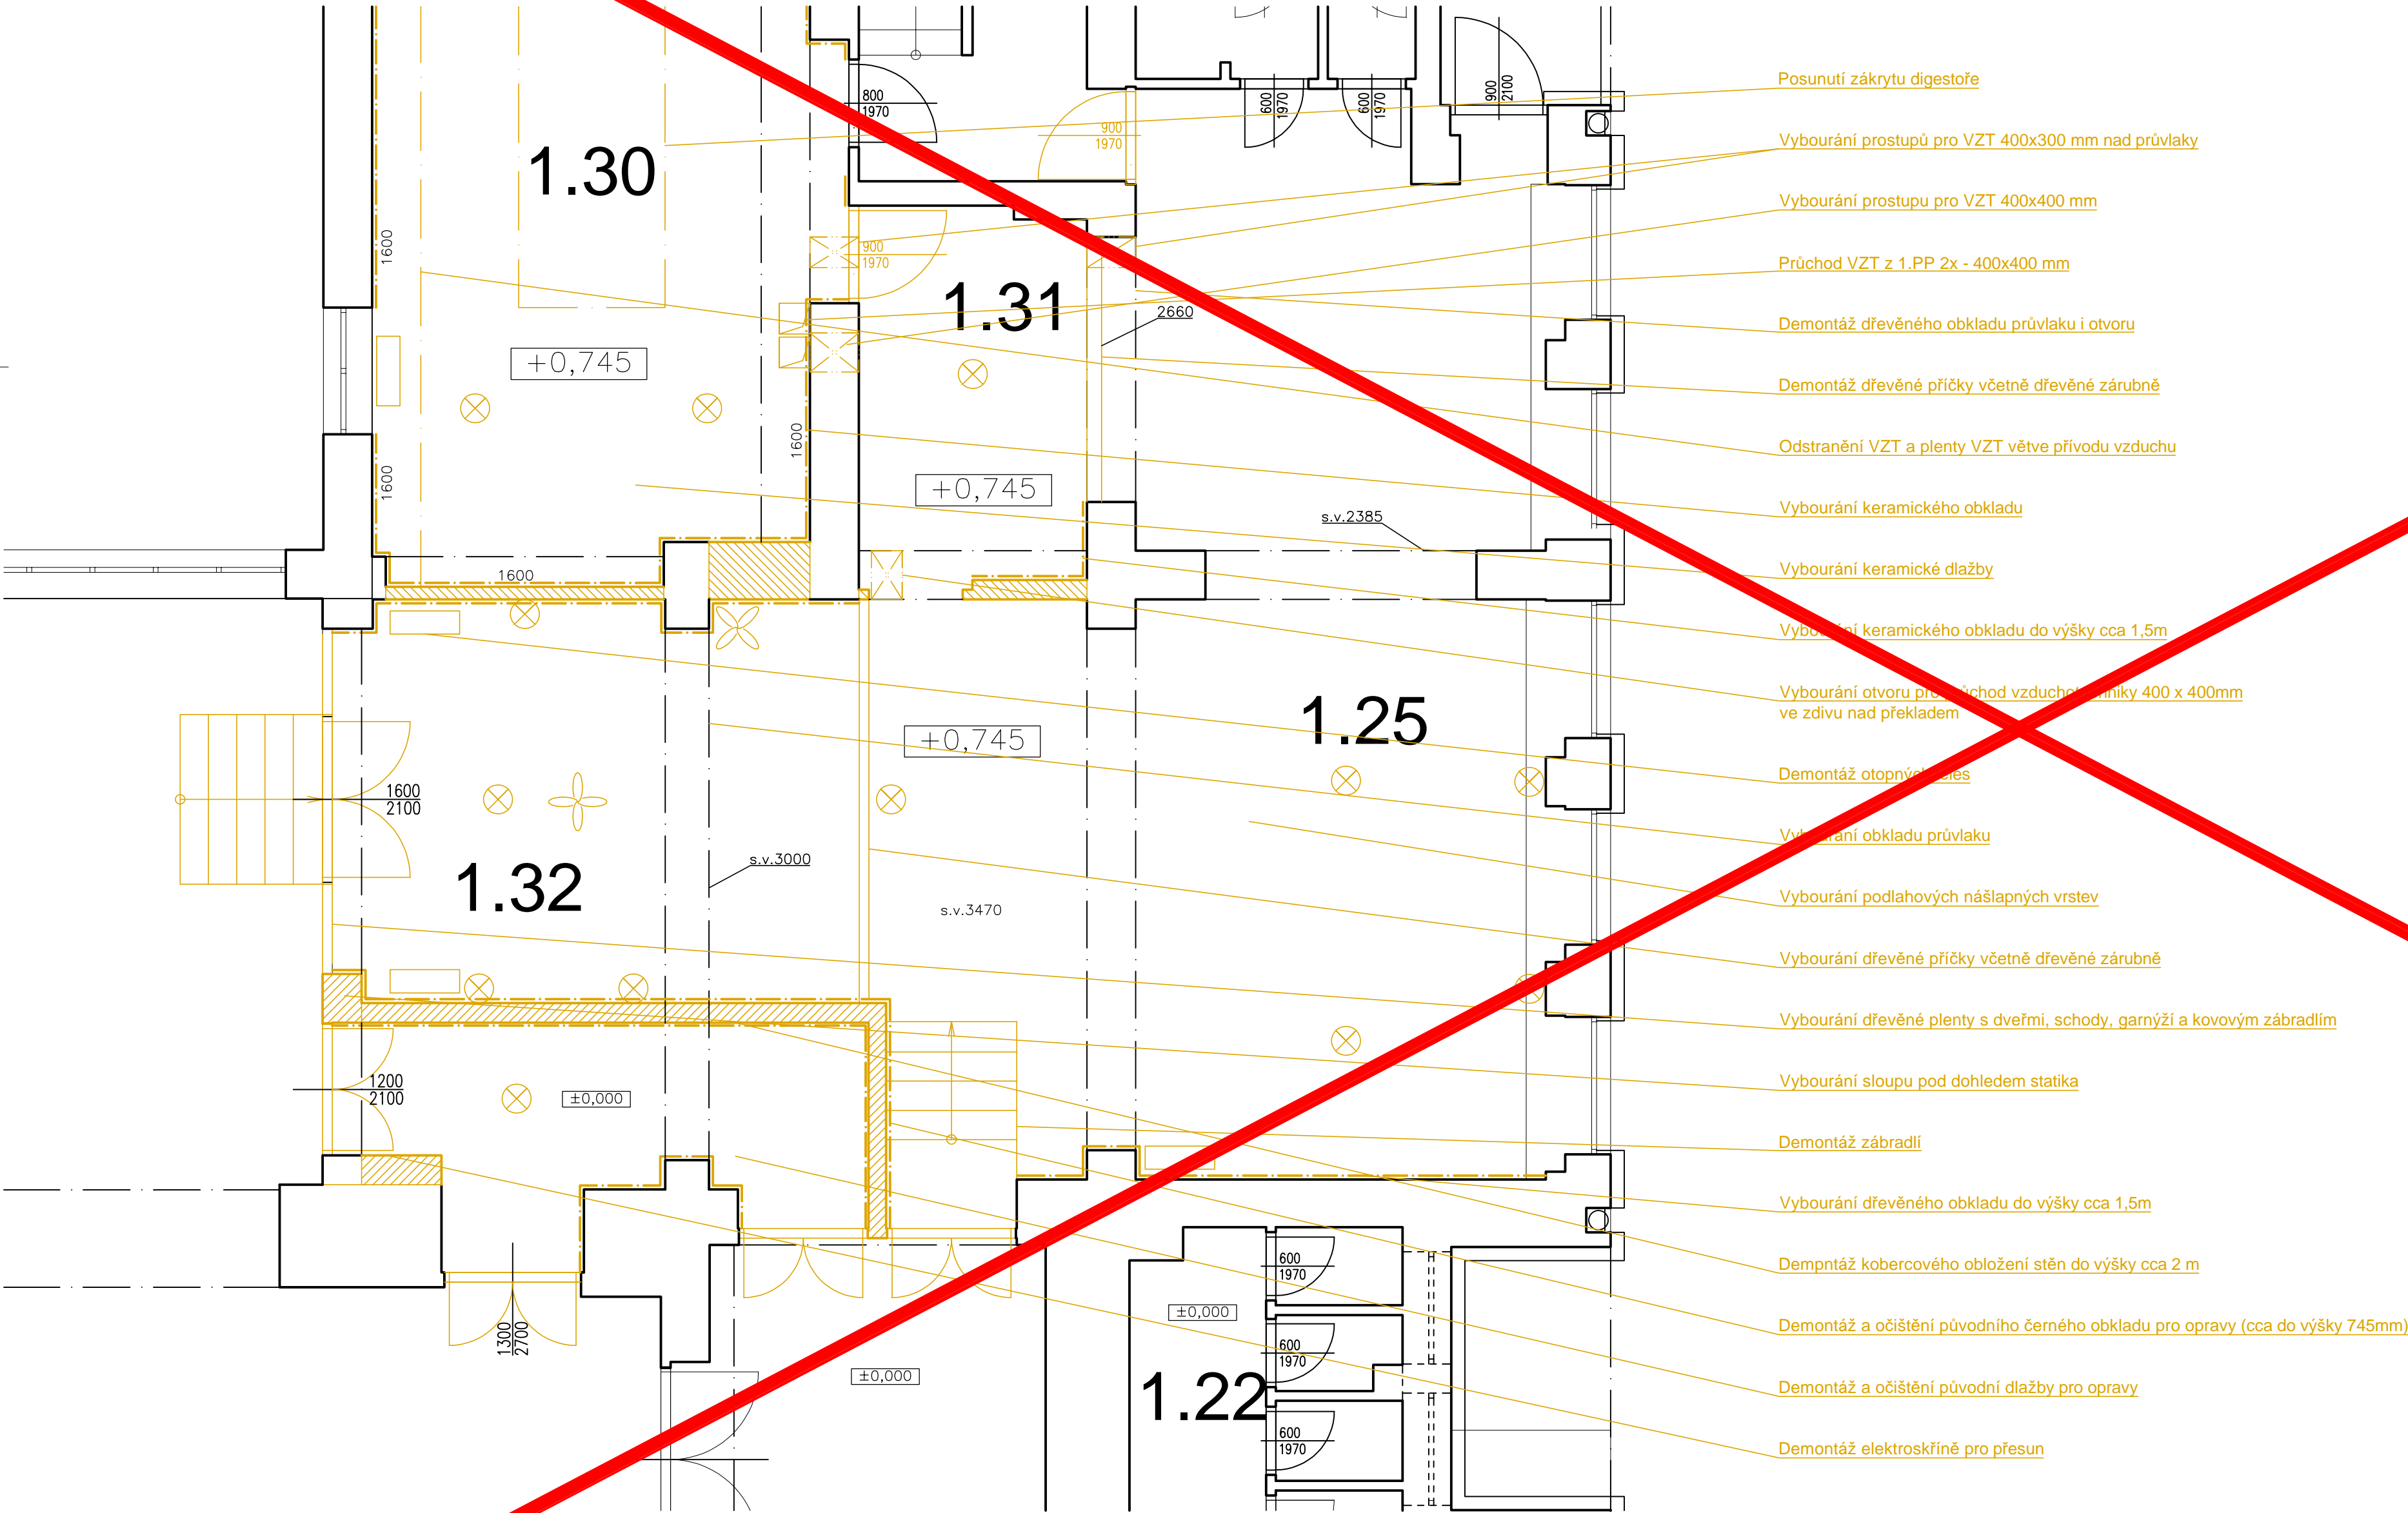 Posunutí zákrytu digestoře
Vybourání prostupů pro VZT 400x300 mm nad průvlaky
Vybourání prostupu pro VZT 400x400 mm
Průchod VZT z 1.PP 2x - 400x400 mm
Demontáž dřevěného obkladu průvlaku i otvoru
Demontáž dřevěné příčky včetně dřevěné zárubně
Odstranění VZT a plenty VZT větve přívodu vzduchu
Vybourání keramického obkladu
Vybourání keramické dlažby
Vybourání keramického obkladu do výšky cca 1,5m
Vybourání otvoru pro průchod vzduchotechniky 400 x 400mm
ve zdivu nad překladem
Demontáž otopných těles
Vybourání obkladu průvlaku
Vybourání podlahových nášlapných vrstev
Vybourání dřevěné příčky včetně dřevěné zárubně
Vybourání dřevěné plenty s dveřmi, schody, garnýží a kovovým zábradlím
Vybourání sloupu pod dohledem statika
Demontáž zábradlí
Vybourání dřevěného obkladu do výšky cca 1,5m
Dempntáž kobercového obložení stěn do výšky cca 2 m
Demontáž a očištění původního černého obkladu pro opravy (cca do výšky 745mm)
Demontáž a očištění původní dlažby pro opravy
Demontáž elektroskříně pro přesun
800
1970
900
1970
600
1970
600
1970
900
2100
1.30
1600
900
1970
1.31
2660
+0,745
1600
1600
+0,745
s.v.2385
1600
1.25
+0,745
1600
2100
s.v.3000
1.32
s.v.3470
1200
2100
±0,000
1300
2700
600
1970
±0,000
600
1970
±0,000
1.22
600
1970